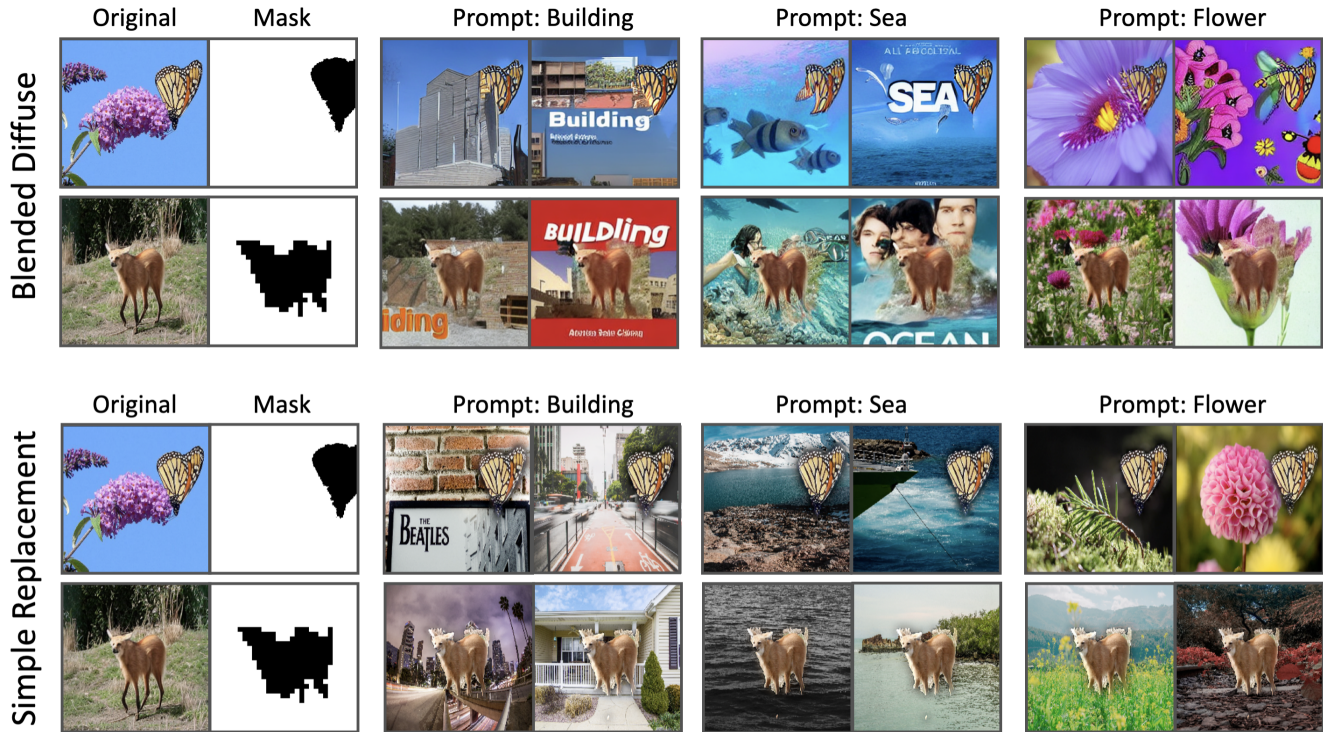 Original Mask Prompt: Building Prompt: Sea Prompt: Flower
Blended Diffuse
Building
SEA
BUILDling
iding
OCEAN
Original Mask Prompt: Building Prompt: Sea Prompt: Flower
Simple Replacement
THE
BEATLES